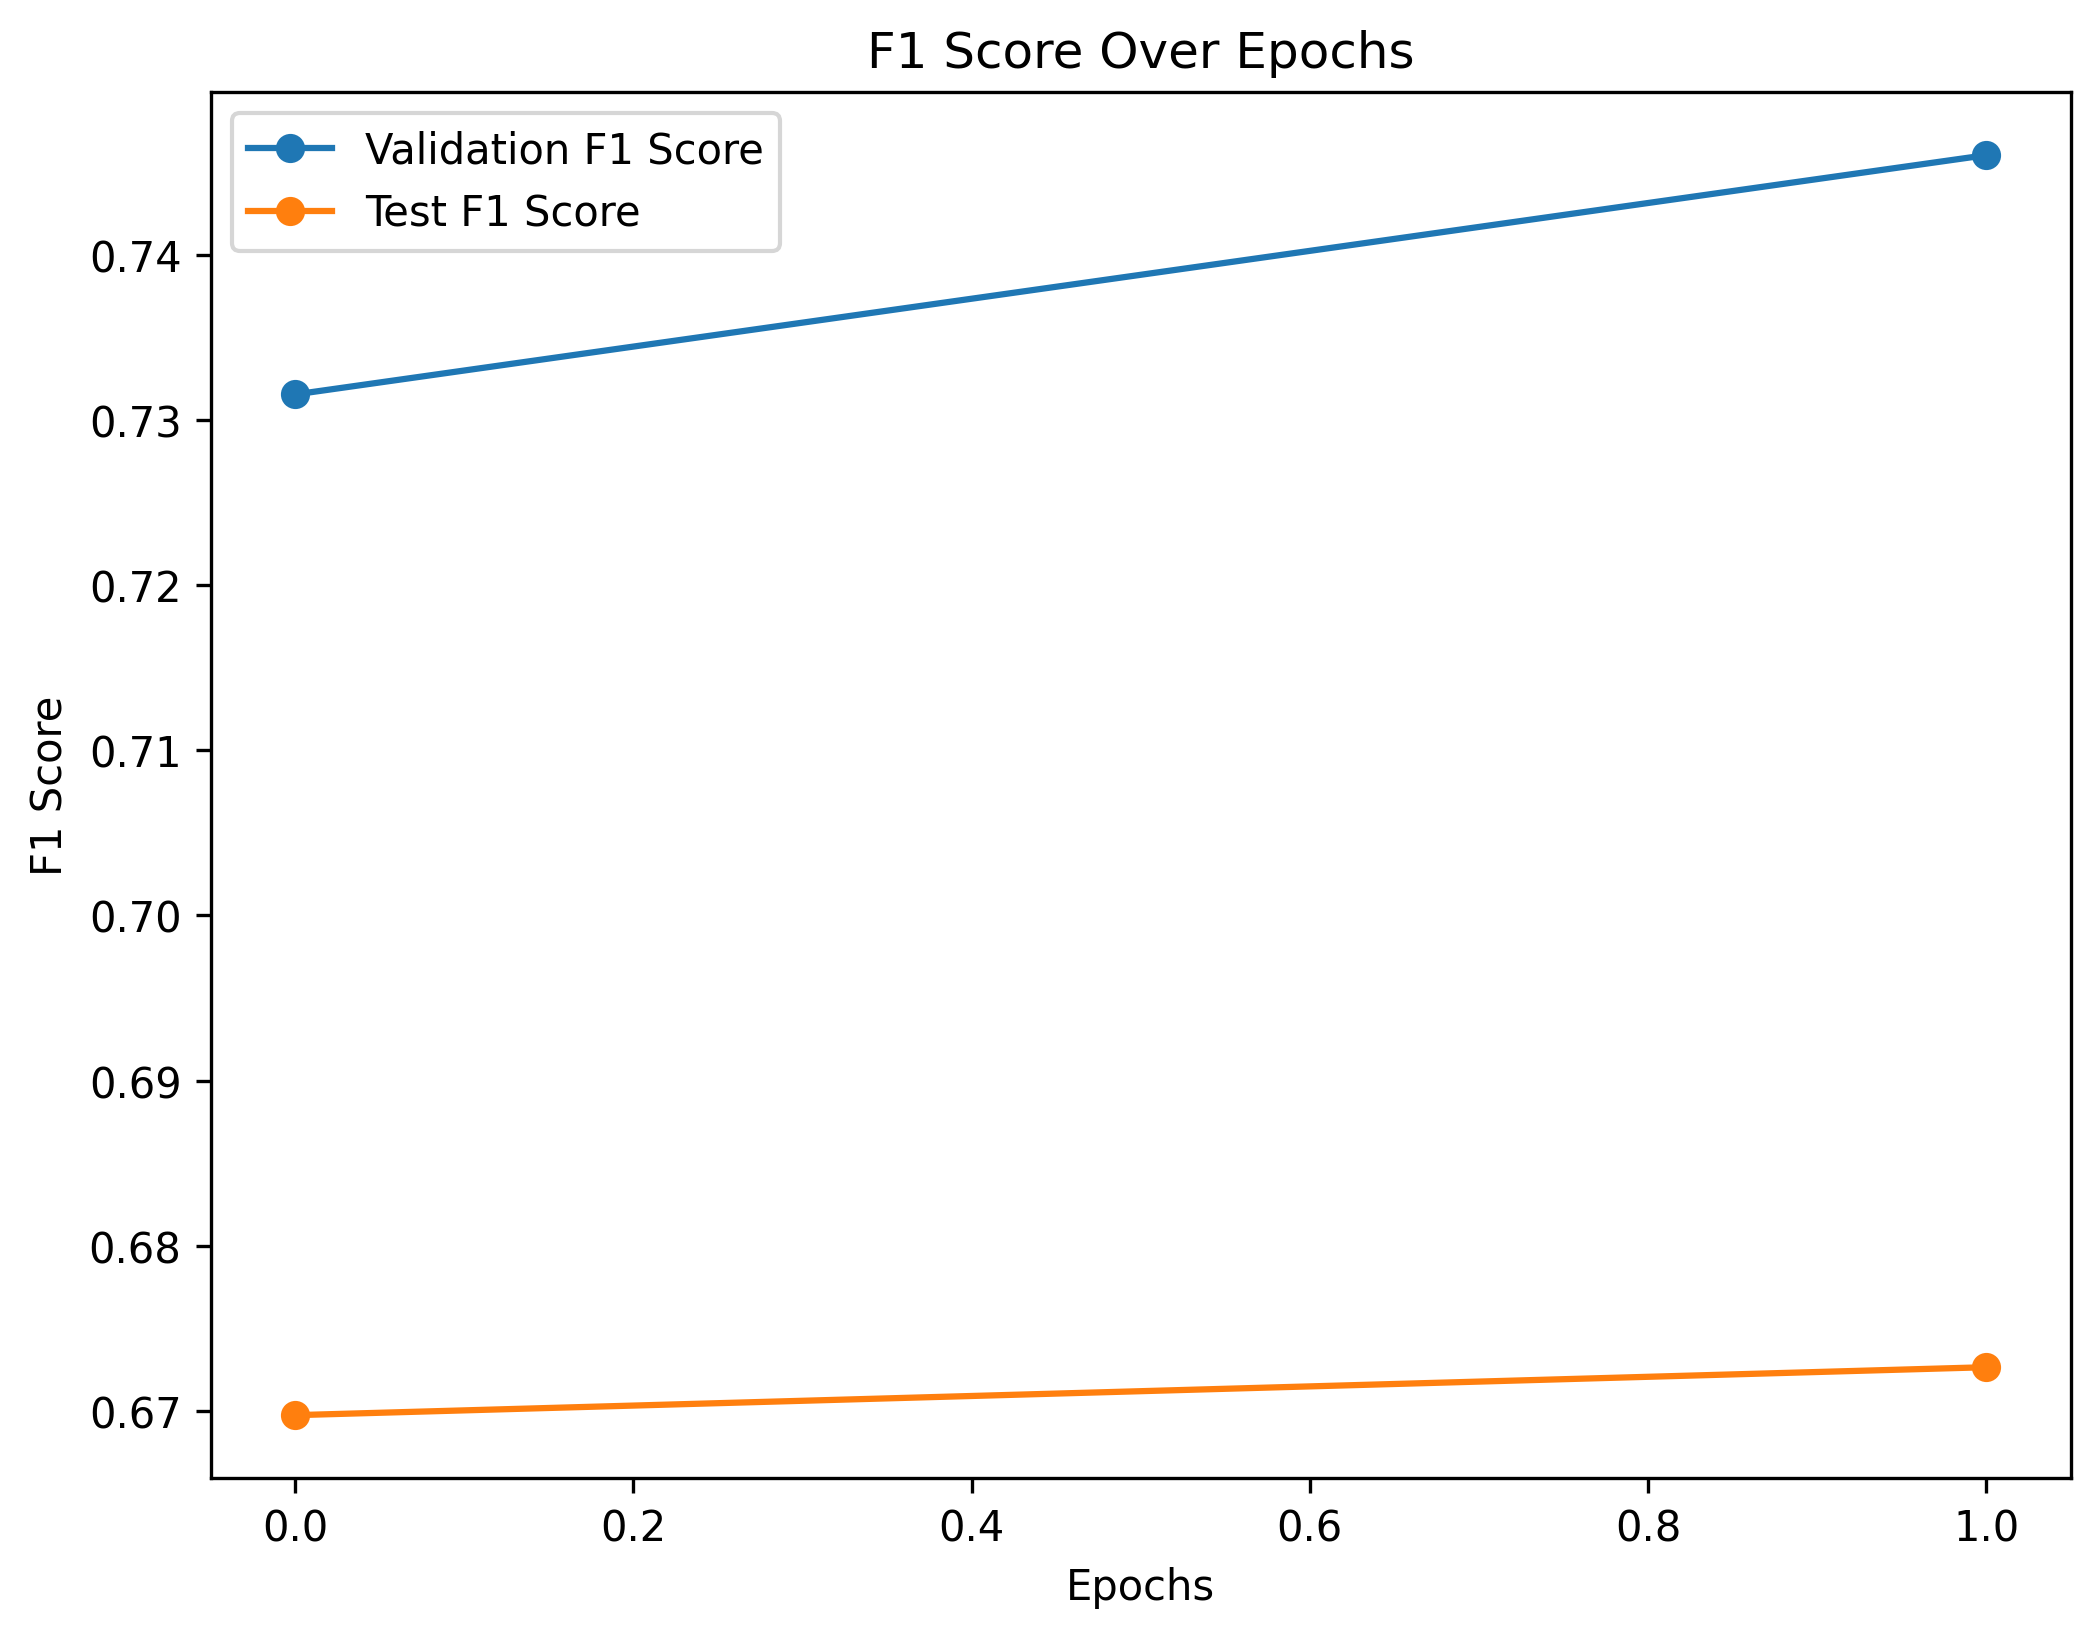 F1 Score Over Epochs
Validation F1 Score
Test F1 Score
0.74
0.73
0.72
0.71
0.70
0.69
0.68
0.67
F1 Score
0.0 0.2 0.4 0.6 0.8 1.0
Epochs